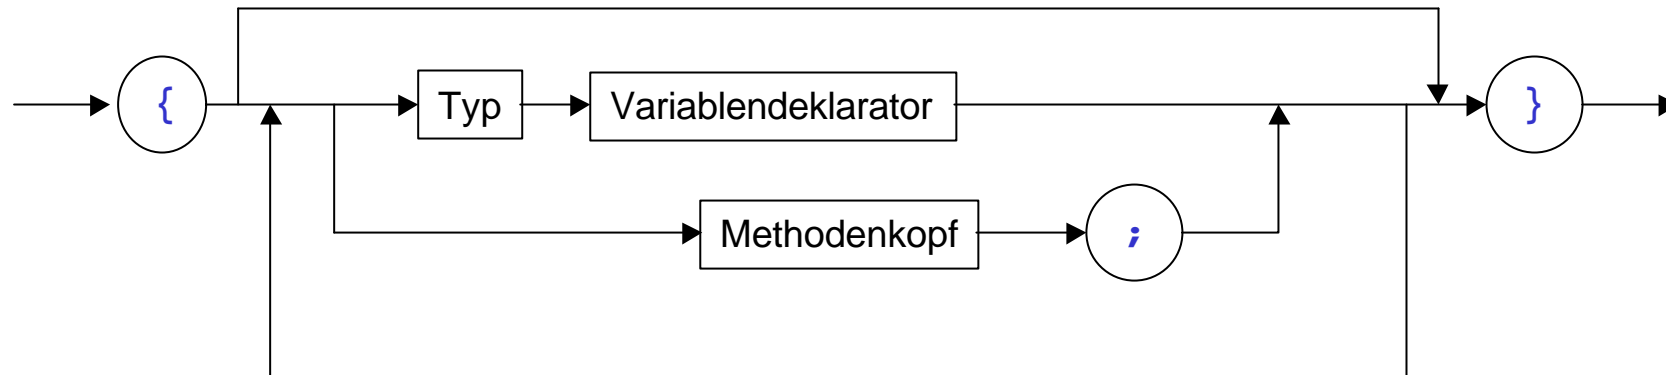 { Typ Variablendeklarator }
Methodenkopf ;